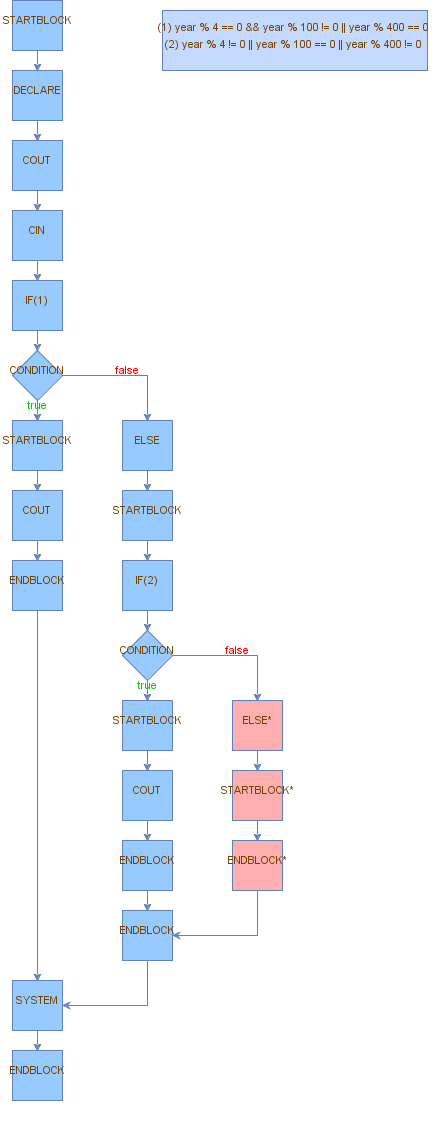 STARTBLOCK
(1) year % 4 == 0 && year % 100 != 0 || year % 400 == 0
(2) year % 4 != 0 || year % 100 == 0 || year % 400 != 0
DECLARE
COUT
CIN
IF(1)
CONDITION
false
true
STARTBLOCK
ELSE
COUT
STARTBLOCK
ENDBLOCK
IF(2)
CONDITION
false
true
STARTBLOCK
ELSE*
COUT
STARTBLOCK*
ENDBLOCK
ENDBLOCK*
ENDBLOCK
SYSTEM
ENDBLOCK